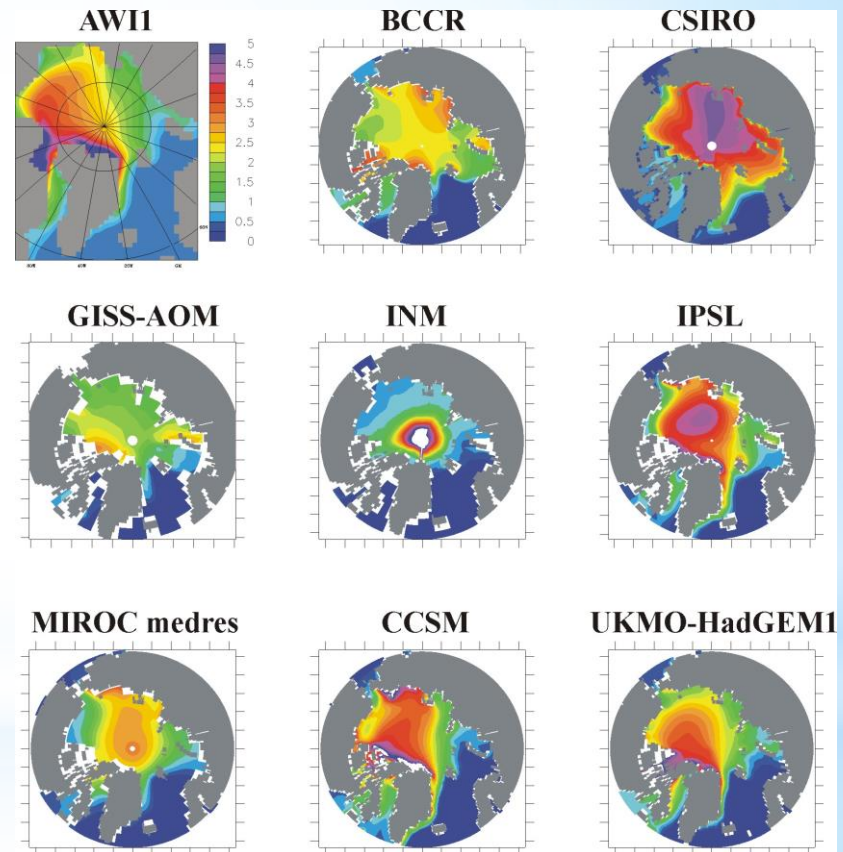 AWI1
BCCR
CSIRO
5
4.5
4
3.5
3
2.5
2
1.5
1
0.5
0
GISS-AOM
INM
IPSL
MIROC medres
CCSM
UKMO-HadGEM1